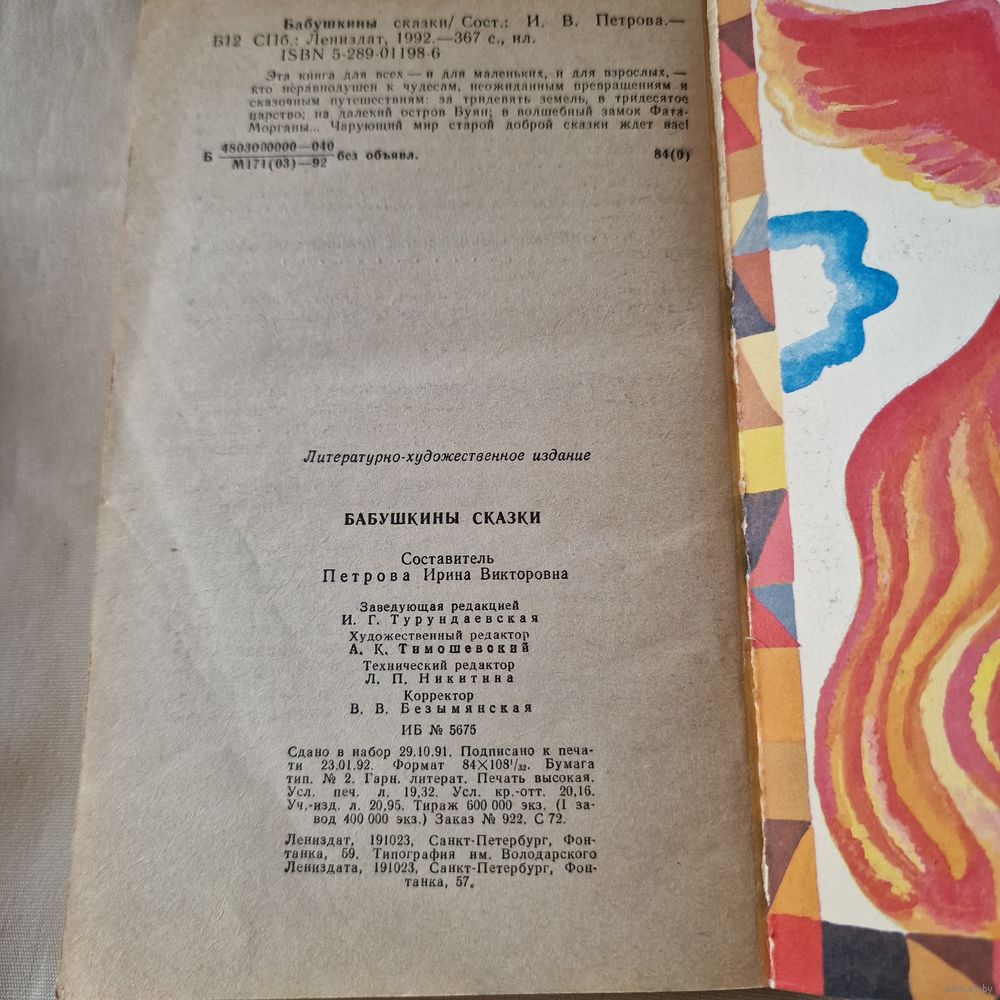 Бабушкины сказки/ Сост.: И. В. Петрова.—
Б12 СПб.: Лениздат, 1992.—367 с., ил.
ISBN 5-289-01198-6
Эта книга для всех — и для маленьких, и для взрослых, —
кто неравнодушен к чудесам, неожиданным превращениям и
сказочным путешествиям: за тридевять земель, в тридесятое
царство; на далекий остров Буян; в волшебный замок Фата-
Морганы... Чарующий мир старой доброй сказки ждет вас!
Б 4803000000—040
М171(03)—92 без объявл. 84(0)
Литературно-художественное издание
БАБУШКИНЫ СКАЗКИ
Составитель
Петрова Ирина Викторовна
Заведующая редакцией
И. Г. Турундаевская
Художественный редактор
А. К. Тимошевский
Технический редактор
Л. П. Никитина
Корректор
В. В. Безымянская
ИБ № 5675
Сдано в набор 29.10.91. Подписано к печа-
ти 23.01.92. Формат 84×108¹/₃₂. Бумага
тип. № 2. Гарн. литерат. Печать высокая.
Усл. печ. л. 19,32. Усл. кр.-отт. 20,16.
Уч.-изд. л. 20,95. Тираж 600 000 экз. (I за-
вод 400 000 экз.) Заказ № 922. С 72.
Лениздат, 191023, Санкт-Петербург, Фон-
танка, 59. Типография им. Володарского
Лениздата, 191023, Санкт-Петербург, Фон-
танка, 57.